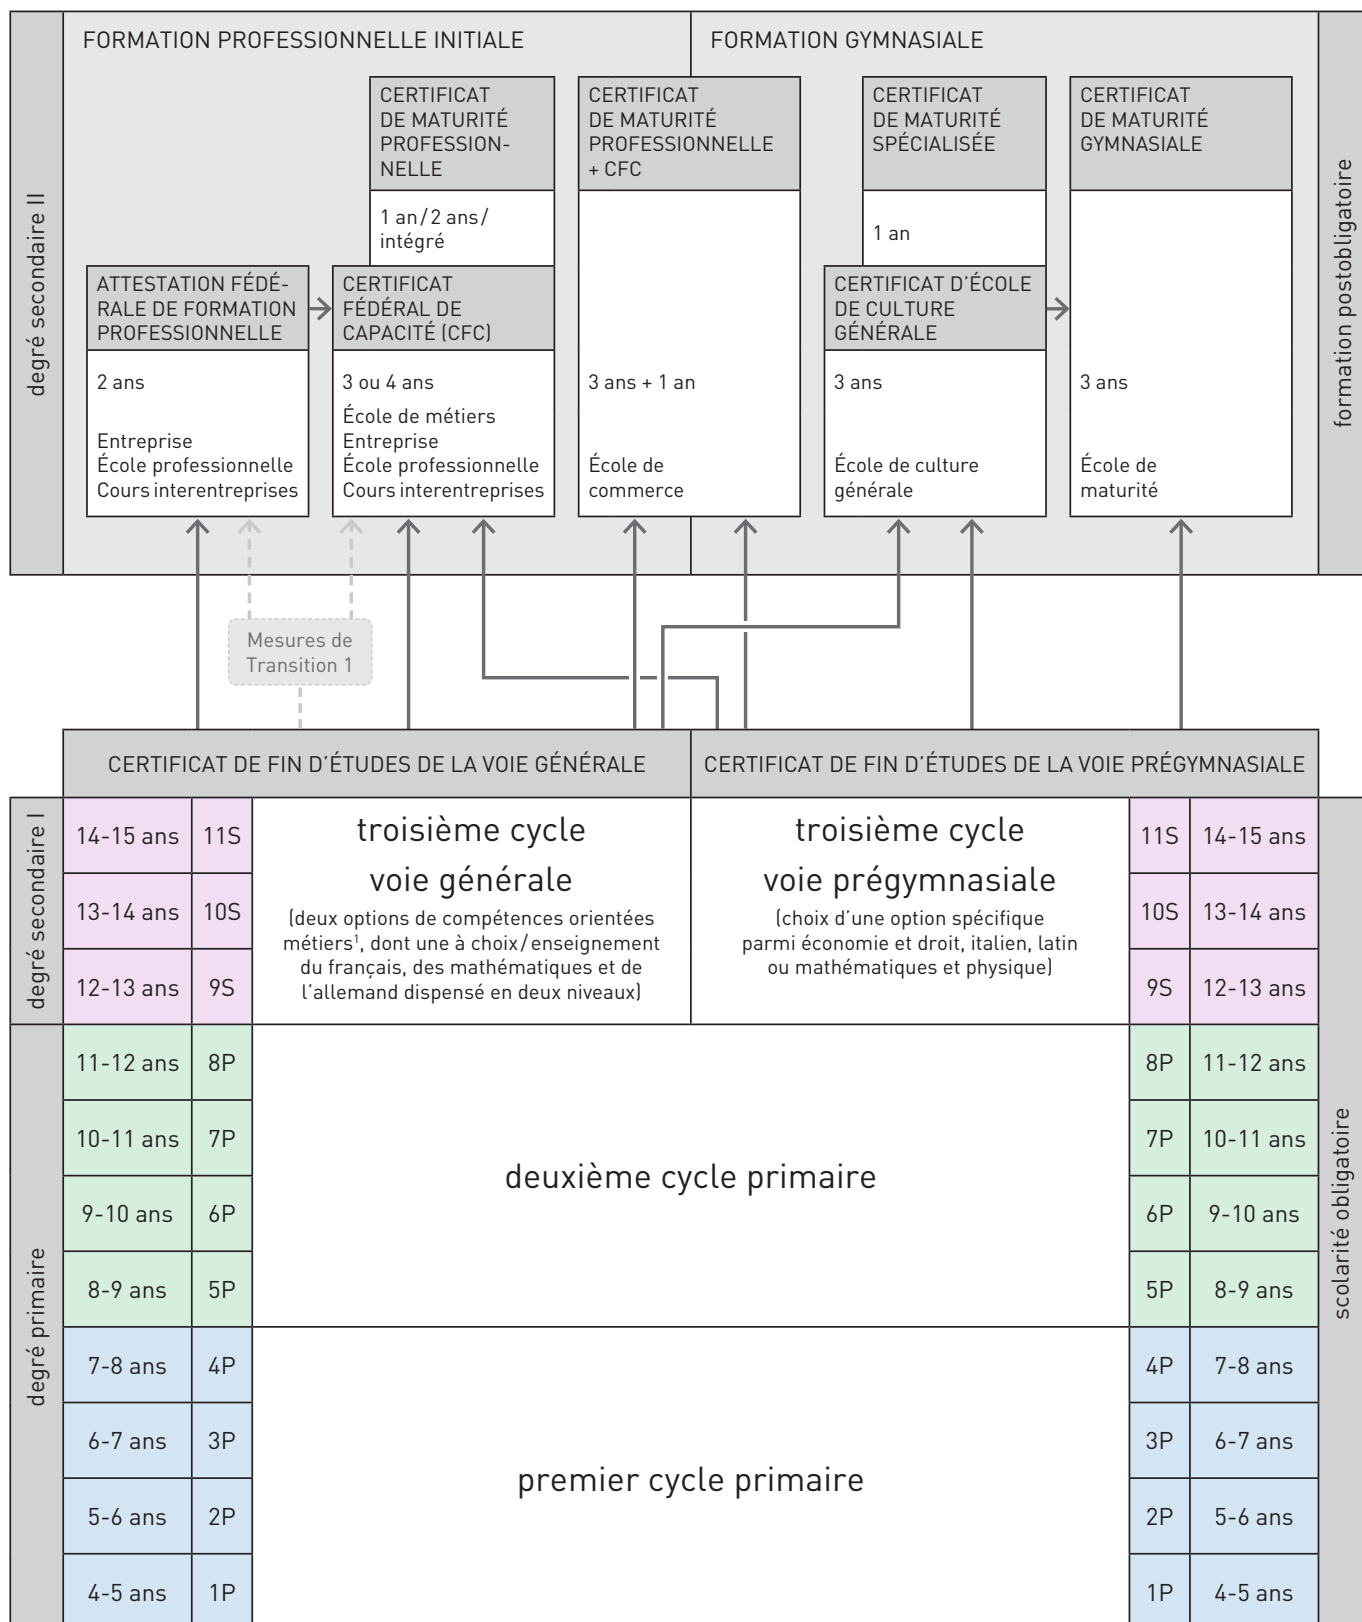 degré secondaire II
FORMATION PROFESSIONNELLE INITIALE
FORMATION GYMNASIALE
formation postobligatoire
CERTIFICAT
DE MATURITÉ
PROFESSION-
NELLE
1 an/2 ans/
intégré
CERTIFICAT
DE MATURITÉ
PROFESSIONNELLE
+ CFC
CERTIFICAT
DE MATURITÉ
SPÉCIALISÉE
1 an
CERTIFICAT
DE MATURITÉ
GYMNASIALE
ATTESTATION FÉDÉ-
RALE DE FORMATION
PROFESSIONNELLE
2 ans
Entreprise
École professionnelle
Cours interentreprises
CERTIFICAT
FÉDÉRAL DE
CAPACITÉ (CFC)
3 ou 4 ans
École de métiers
Entreprise
École professionnelle
Cours interentreprises
3 ans + 1 an
École de
commerce
CERTIFICAT D'ÉCOLE
DE CULTURE
GÉNÉRALE
3 ans
École de culture
générale
3 ans
École de
maturité
Mesures de
Transition 1
CERTIFICAT DE FIN D'ÉTUDES DE LA VOIE GÉNÉRALE
CERTIFICAT DE FIN D'ÉTUDES DE LA VOIE PRÉGYMNASIALE
degré secondaire I
14-15 ans 11S
13-14 ans 10S
12-13 ans 9S
troisième cycle
voie générale
(deux options de compétences orientées
métiers¹, dont une à choix/enseignement
du français, des mathématiques et de
l'allemand dispensé en deux niveaux)
troisième cycle
voie prégymnasiale
(choix d'une option spécifique
parmi économie et droit, italien, latin
ou mathématiques et physique)
11S 14-15 ans
10S 13-14 ans
9S 12-13 ans
scolarité obligatoire
degré primaire
11-12 ans 8P
10-11 ans 7P
9-10 ans 6P
8-9 ans 5P
deuxième cycle primaire
8P 11-12 ans
7P 10-11 ans
6P 9-10 ans
5P 8-9 ans
7-8 ans 4P
6-7 ans 3P
5-6 ans 2P
4-5 ans 1P
premier cycle primaire
4P 7-8 ans
3P 6-7 ans
2P 5-6 ans
1P 4-5 ans